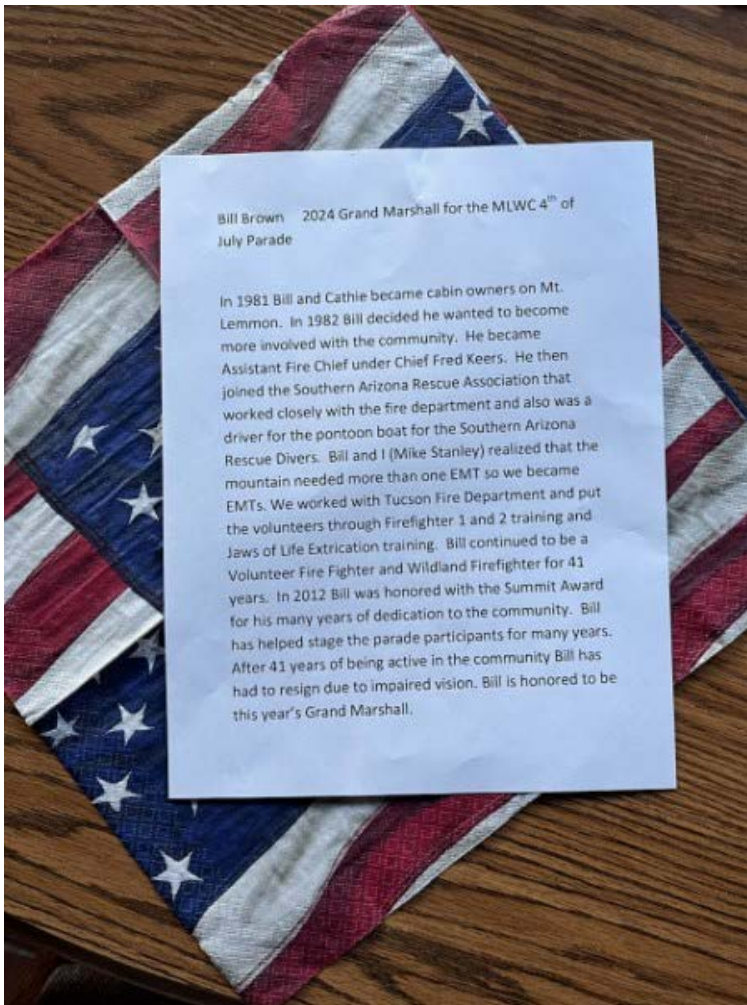 Bill Brown 2024 Grand Marshall for the MLWC 4th of
July Parade
In 1981 Bill and Cathie became cabin owners on Mt.
Lemmon. In 1982 Bill decided he wanted to become
more involved with the community. He became
Assistant Fire Chief under Chief Fred Keers. He then
joined the Southern Arizona Rescue Association that
worked closely with the fire department and also was a
driver for the pontoon boat for the Southern Arizona
Rescue Divers. Bill and I (Mike Stanley) realized that the
mountain needed more than one EMT so we became
EMTs. We worked with Tucson Fire Department and put
the volunteers through Firefighter 1 and 2 training and
Jaws of Life Extrication training. Bill continued to be a
Volunteer Fire Fighter and Wildland Firefighter for 41
years. In 2012 Bill was honored with the Summit Award
for his many years of dedication to the community. Bill
has helped stage the parade participants for many years.
After 41 years of being active in the community Bill has
had to resign due to impaired vision. Bill is honored to be
this year's Grand Marshall.